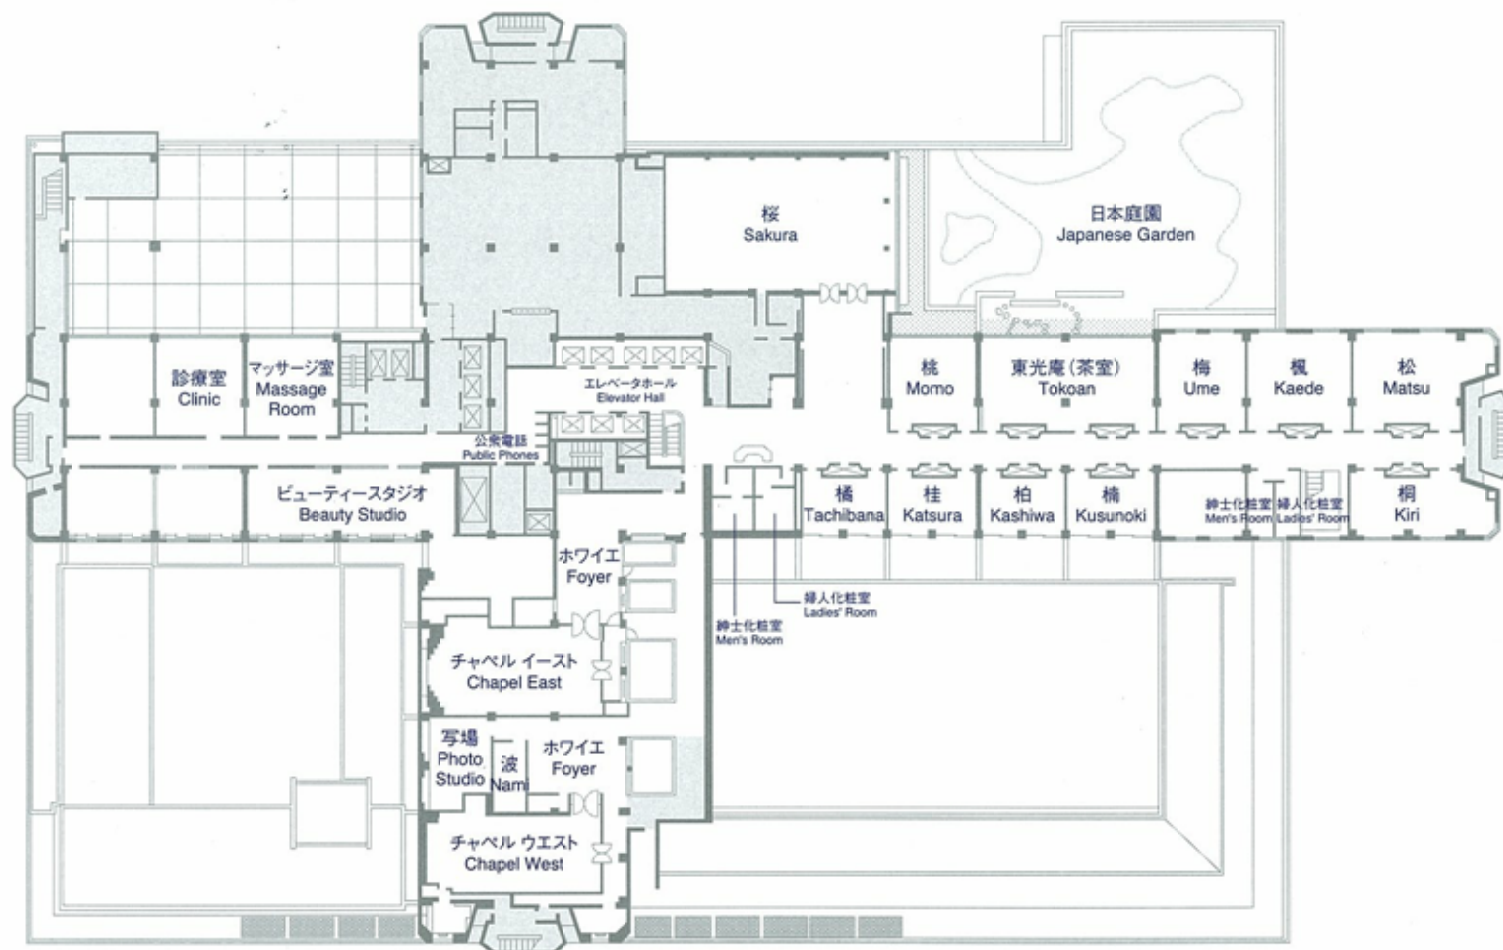 桜
Sakura
日本庭園
Japanese Garden
診療室
Clinic
マッサージ室
Massage
Room
エレベータホール
Elevator Hall
桃
Momo
東光庵(茶室)
Tokoan
梅
Ume
楓
Kaede
松
Matsu
公衆電話
Public Phones
ビューティースタジオ
Beauty Studio
橘
Tachibana
桂
Katsura
柏
Kashiwa
楠
Kusunoki
紳士化粧室
Men's Room
婦人化粧室
Ladies' Room
桐
Kiri
ホワイエ
Foyer
婦人化粧室
Ladies' Room
紳士化粧室
Men's Room
チャペル イースト
Chapel East
写場
Photo
Studio
波
Nami
ホワイエ
Foyer
チャペル ウエスト
Chapel West